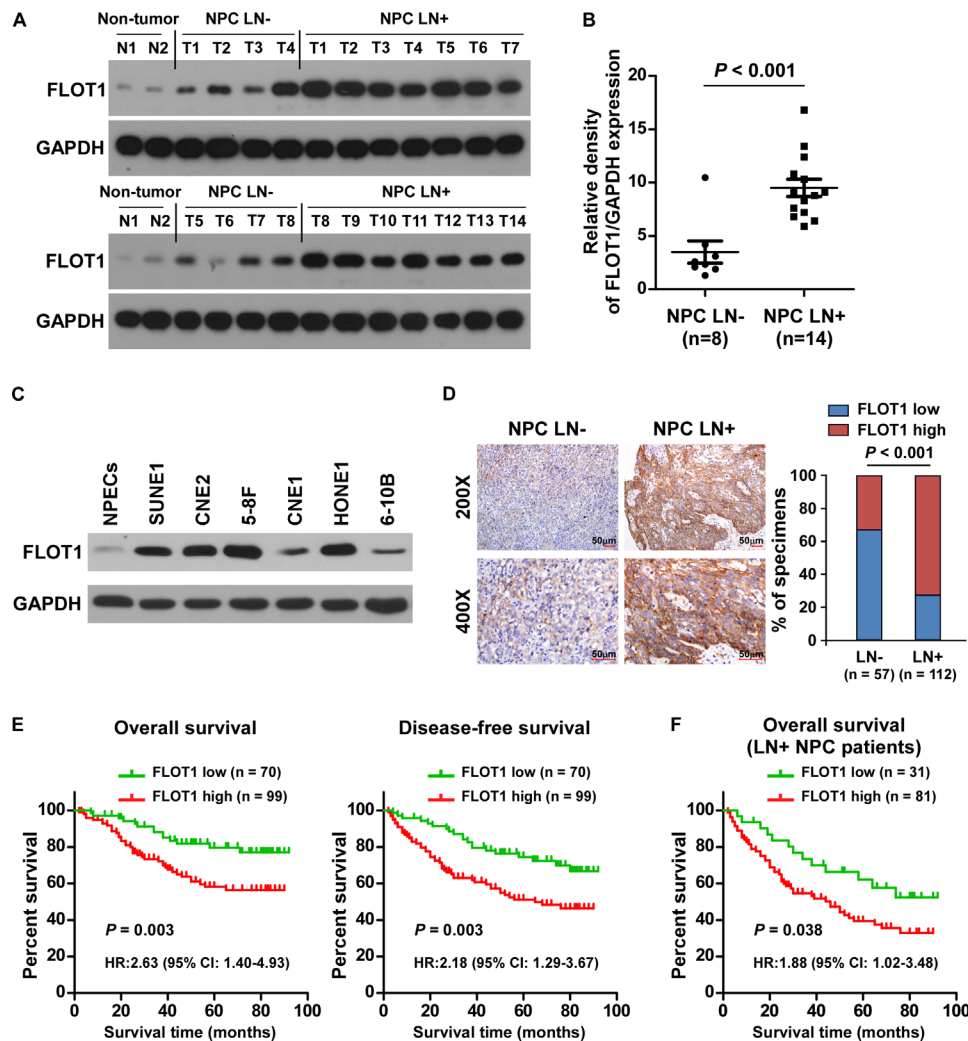 A
Non-tumor NPC LN- NPC LN+
N1 N2 T1 T2 T3 T4 T1 T2 T3 T4 T5 T6 T7
FLOT1
GAPDH
Non-tumor NPC LN- NPC LN+
N1 N2 T5 T6 T7 T8 T8 T9 T10 T11 T12 T13 T14
FLOT1
GAPDH
B
P < 0.001
Relative density
of FLOT1/GAPDH expression
20
15
10
5
0
NPC LN- NPC LN+
(n=8) (n=14)
C
NPECs SUNE1 CNE2 5-8F CNE1 HONE1 6-10B
FLOT1
GAPDH
D
NPC LN- NPC LN+
200X
50μm 50μm
400X
50μm 50μm
FLOT1 low
FLOT1 high
P < 0.001
% of specimens
100
80
60
40
20
0
LN- LN+
(n = 57) (n = 112)
E
Overall survival
FLOT1 low (n = 70)
FLOT1 high (n = 99)
Percent survival
100
80
60
40
20
0
P = 0.003
HR:2.63 (95% CI: 1.40-4.93)
0 20 40 60 80 100
Survival time (months)
Disease-free survival
FLOT1 low (n = 70)
FLOT1 high (n = 99)
Percent survival
100
80
60
40
20
0
P = 0.003
HR:2.18 (95% CI: 1.29-3.67)
0 20 40 60 80 100
Survival time (months)
F
Overall survival
(LN+ NPC patients)
FLOT1 low (n = 31)
FLOT1 high (n = 81)
Percent survival
100
80
60
40
20
0
P = 0.038
HR:1.88 (95% CI: 1.02-3.48)
0 20 40 60 80 100
Survival time (months)